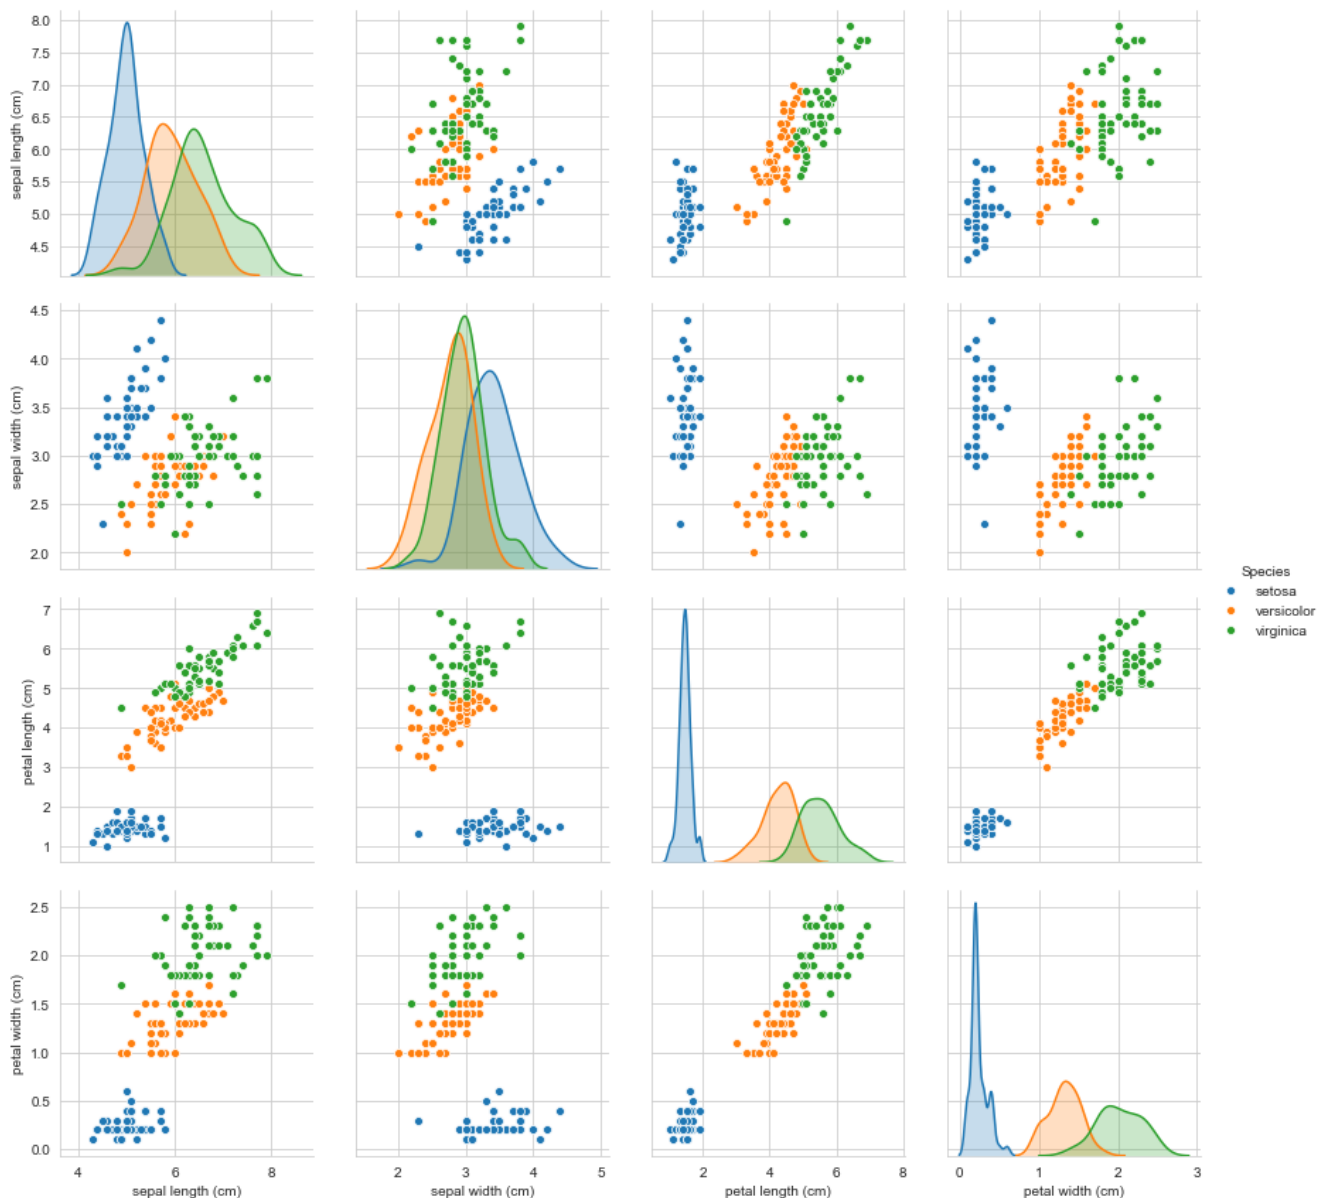 8.0
7.5
7.0
6.5
6.0
5.5
5.0
4.5
sepal length (cm)
4.5
4.0
3.5
3.0
2.5
2.0
sepal width (cm)
Species
setosa
versicolor
virginica
7
6
5
4
3
2
1
petal length (cm)
2.5
2.0
1.5
1.0
0.5
0.0
petal width (cm)
4 6 8
sepal length (cm)
2 3 4 5
sepal width (cm)
2 4 6 8
petal length (cm)
0 1 2 3
petal width (cm)